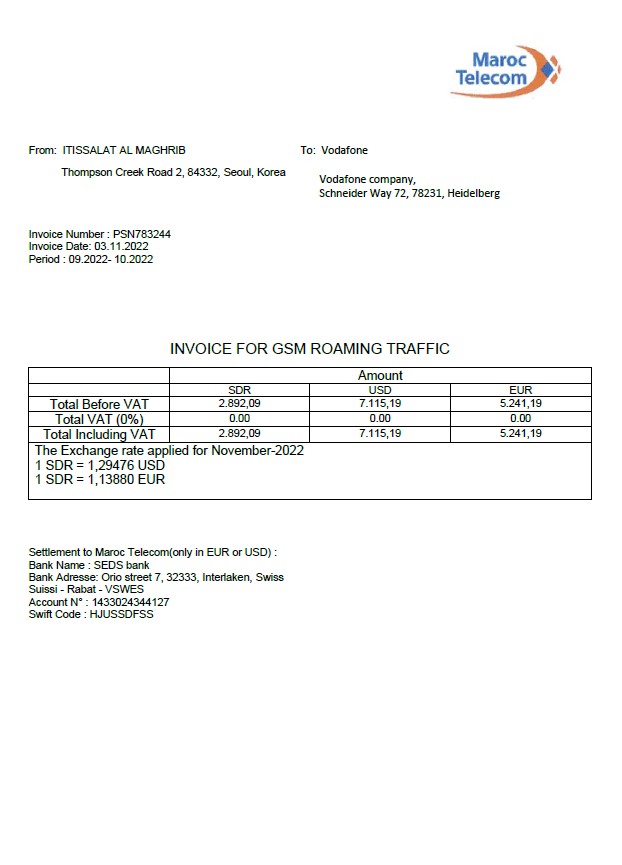 Maroc
Telecom
From: ITISSALAT AL MAGHRIB
To: Vodafone
Thompson Creek Road 2, 84332, Seoul, Korea
Vodafone company,
Schneider Way 72, 78231, Heidelberg
Invoice Number : PSN783244
Invoice Date: 03.11.2022
Period : 09.2022- 10.2022
INVOICE FOR GSM ROAMING TRAFFIC
Amount
SDR USD EUR
Total Before VAT 2.892,09 7.115,19 5.241,19
Total VAT (0%) 0.00 0.00 0.00
Total Including VAT 2.892,09 7.115,19 5.241,19
The Exchange rate applied for November-2022
1 SDR = 1,29476 USD
1 SDR = 1,13880 EUR
Settlement to Maroc Telecom(only in EUR or USD) :
Bank Name : SEDS bank
Bank Adresse: Orio street 7, 32333, Interlaken, Swiss
Suissi - Rabat - VSWES
Account N° : 1433024344127
Swift Code : HJUSSDFSS